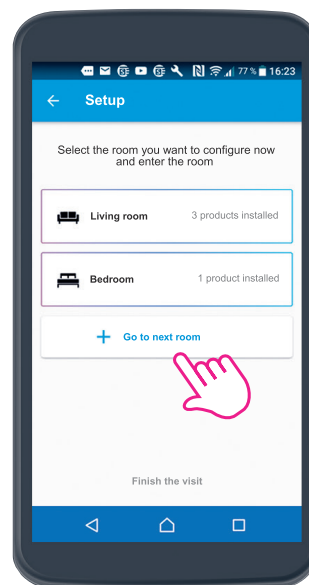 77 % 16:23
Setup
Select the room you want to configure now
and enter the room
Living room 3 products installed
Bedroom 1 product installed
Go to next room
Finish the visit